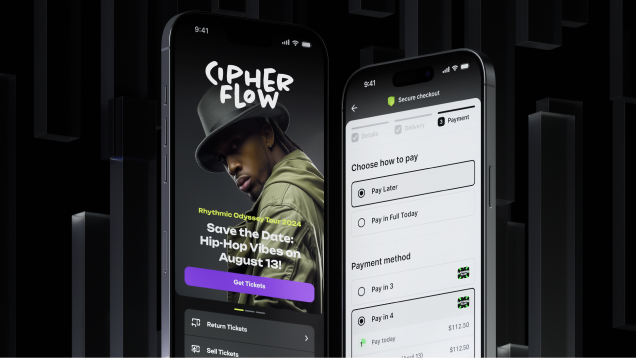 9:41
CIPHER
FLOW
Rhythmic Odyssey Tour 2024
Save the Date:
Hip-Hop Vibes on
August 13!
Get Tickets
Return Tickets
Sell Tickets
9:41
Secure checkout
Details
Delivery
3 Payment
Choose how to pay
Pay Later
Pay in Full Today
Payment method
Pay in 3
Pay in 4
Pay today
$112.50
$112.50